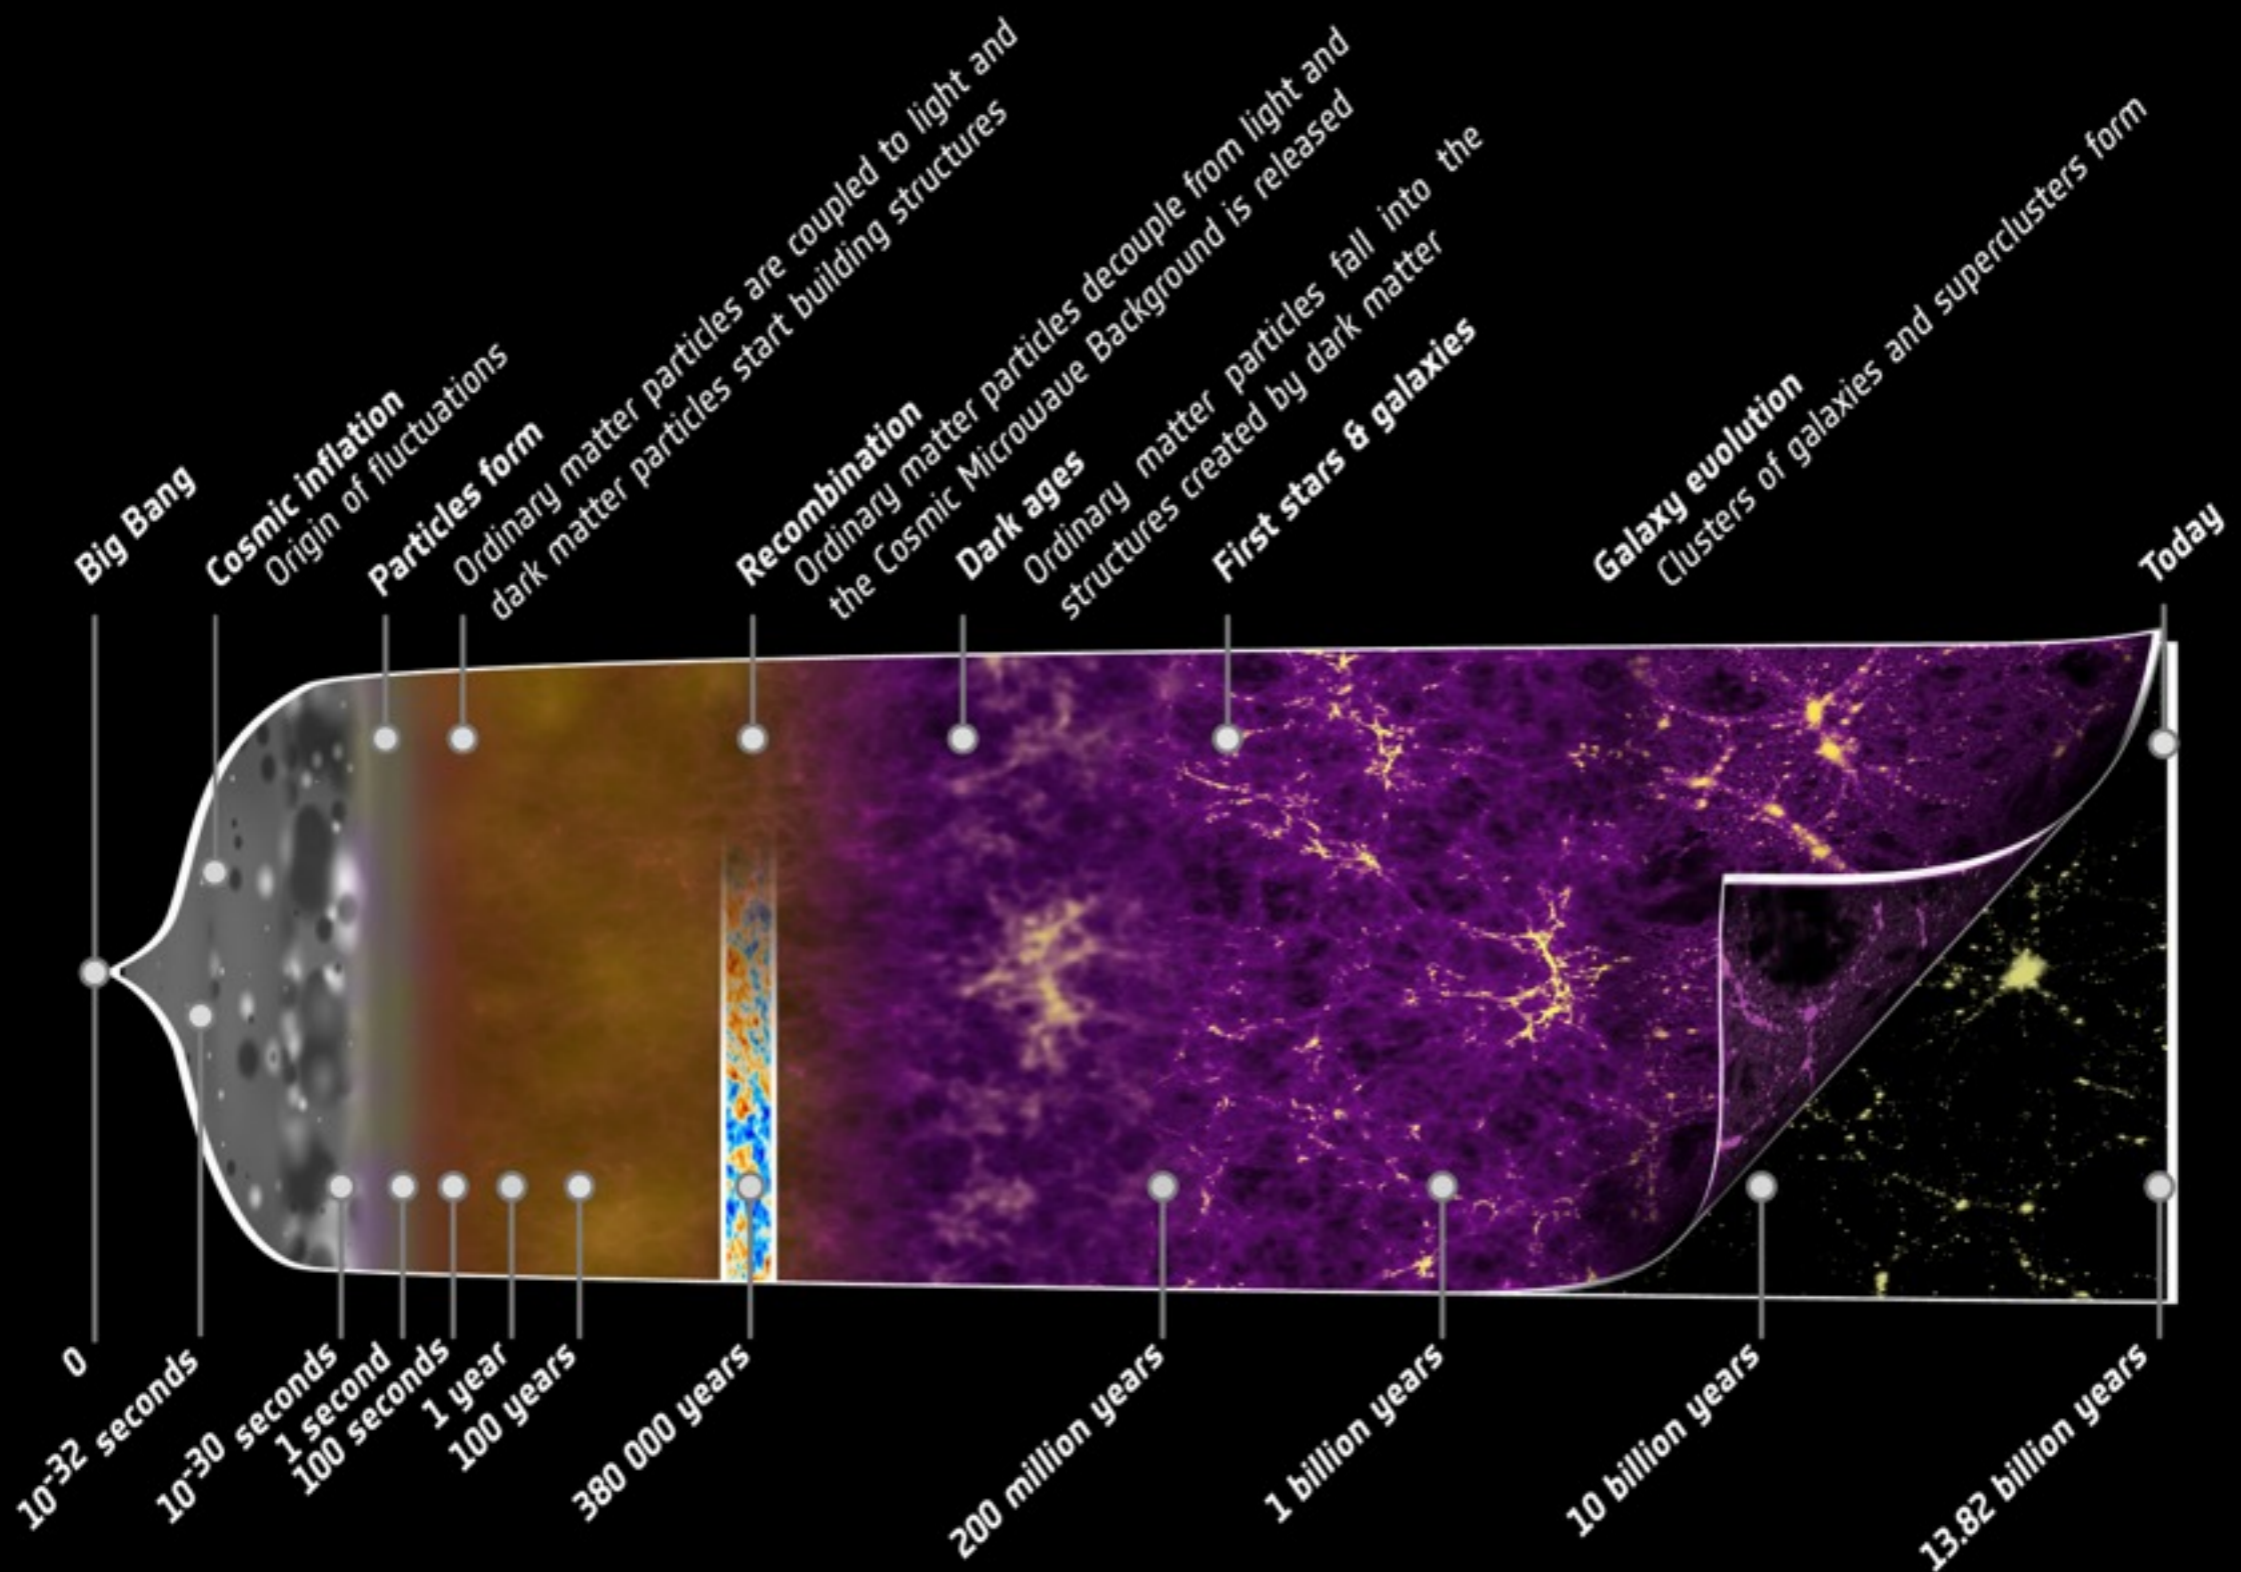 Big Bang
Cosmic inflation
Origin of fluctuations
Particles form
Ordinary matter particles are coupled to light and
dark matter particles start building structures
Recombination
Ordinary matter particles decouple from light and
the Cosmic Microwave Background is released
Dark ages
Ordinary matter particles fall into the
structures created by dark matter
First stars & galaxies
Galaxy evolution
Clusters of galaxies and superclusters form
Today
0
10-32 seconds
10-30 seconds
1 second
100 seconds
1 year
100 years
380 000 years
200 million years
1 billion years
10 billion years
13.82 billion years